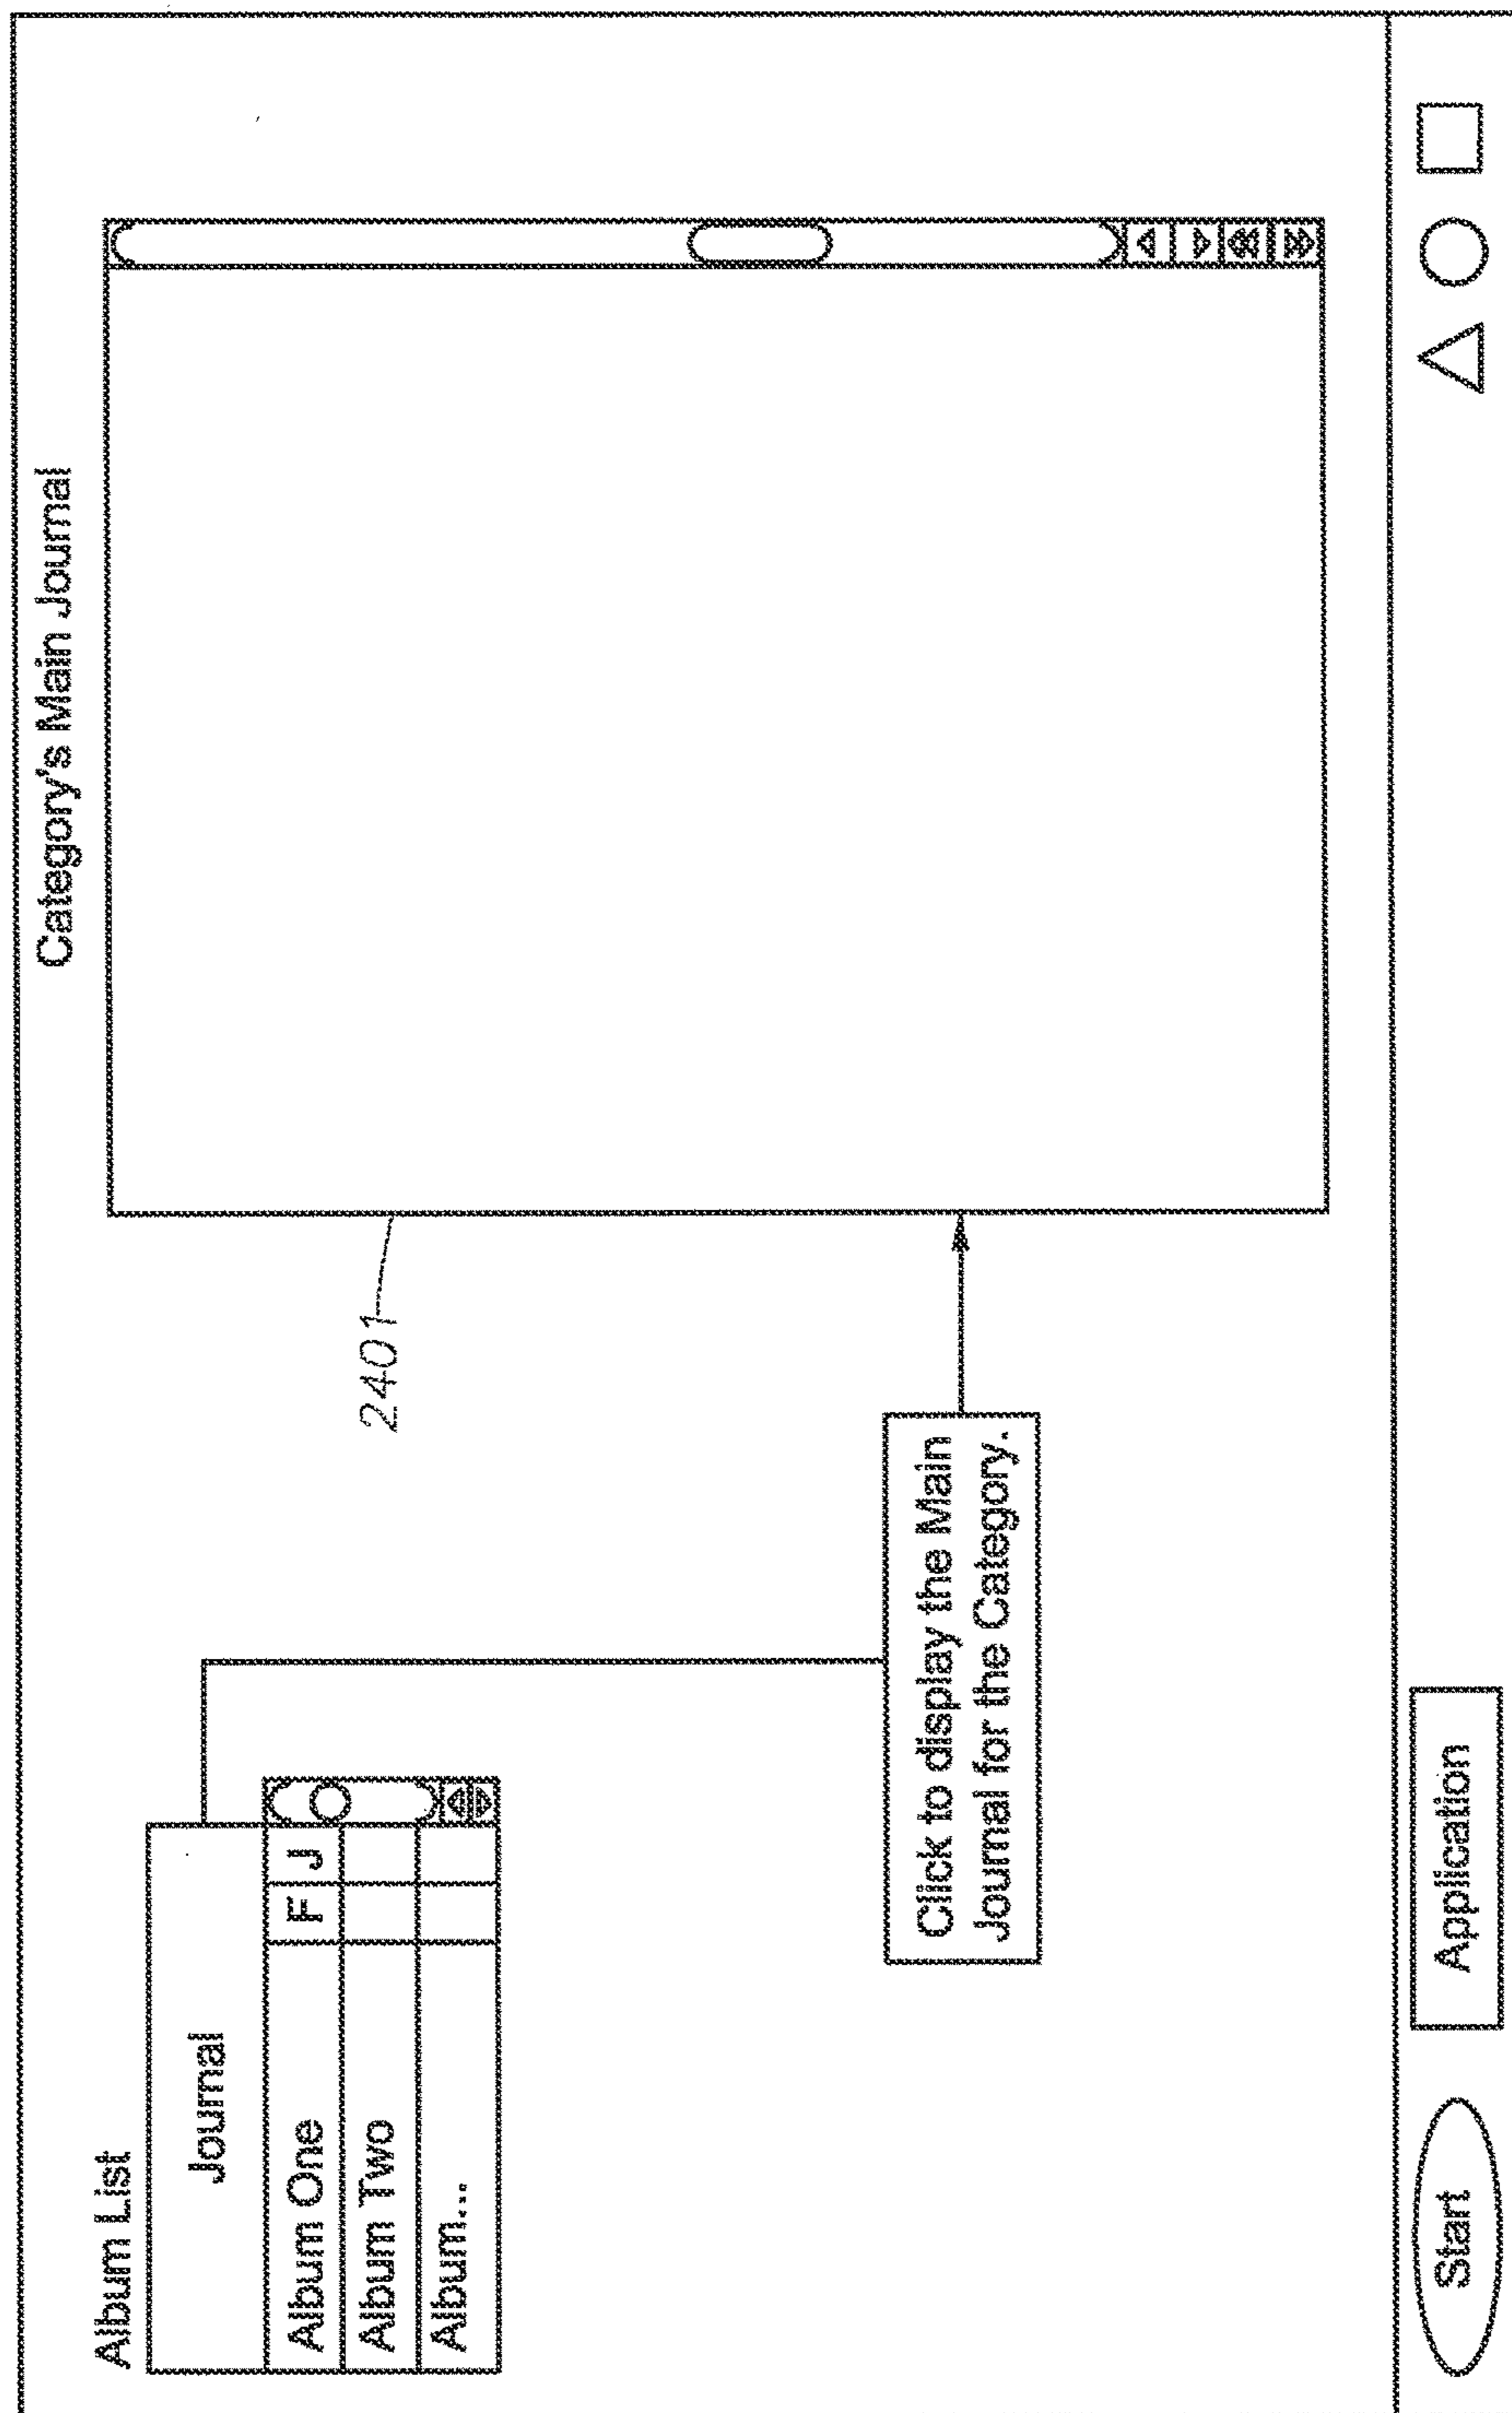 Category's Main Journal
Album List
Journal
Album One F J
Album Two
Album...
2401
Click to display the Main
Journal for the Category.
Start
Application